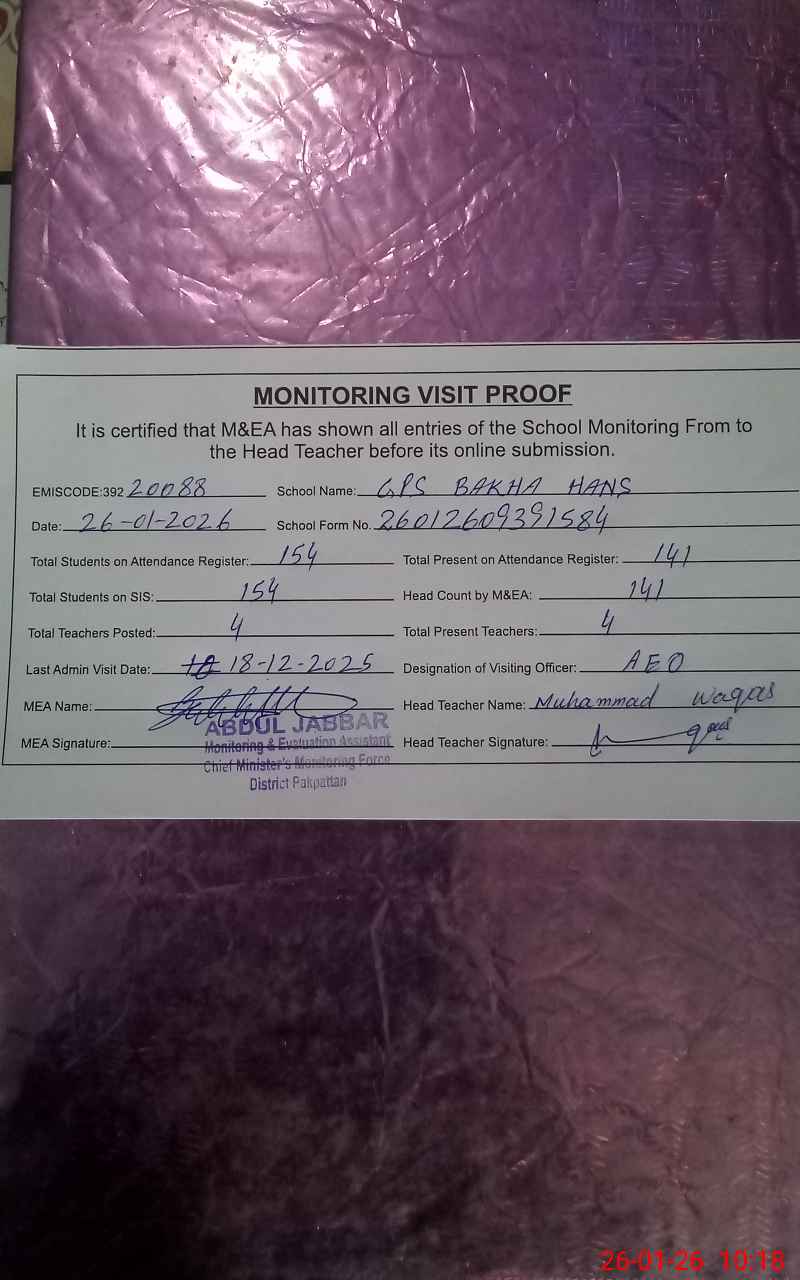 MONITORING VISIT PROOF
It is certified that M&EA has shown all entries of the School Monitoring From to
the Head Teacher before its online submission.
EMISCODE:392 20088 School Name: GPS BAKHA HANS
Date: 26-01-2026 School Form No. 26012609391584
Total Students on Attendance Register: 154 Total Present on Attendance Register: 141
Total Students on SIS: 154 Head Count by M&EA: 141
Total Teachers Posted: 4 Total Present Teachers: 4
Last Admin Visit Date: 18-12-2025 Designation of Visiting Officer: AEO
MEA Name: Head Teacher Name: Muhammad waqas
ABDUL JABBAR
MEA Signature: Head Teacher Signature: waqas
Monitoring & Evaluation Assistant
Chief Minister's Monitoring Force
District Pakpattan
26-01-26 10:18